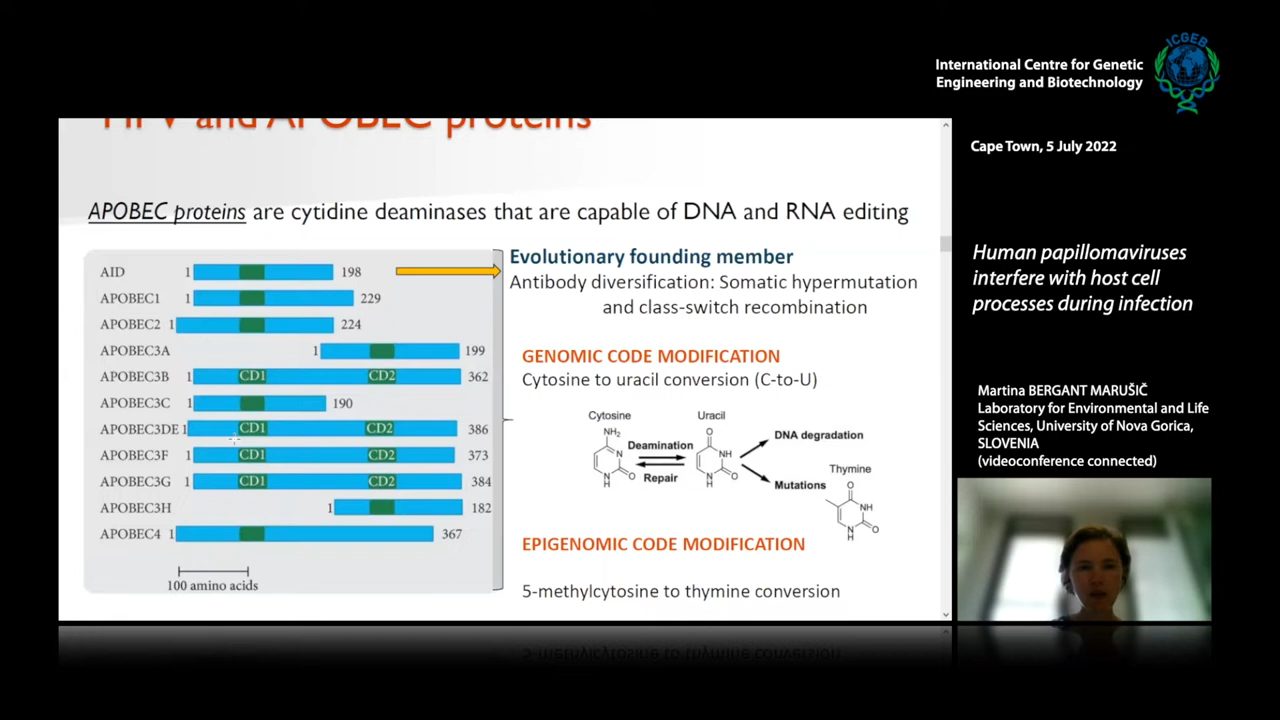 ICGEB
International Centre for Genetic
Engineering and Biotechnology
Cape Town, 5 July 2022
Human papillomaviruses
interfere with host cell
processes during infection
Martina BERGANT MARUŠIČ
Laboratory for Environmental and Life
Sciences, University of Nova Gorica,
SLOVENIA
(videoconference connected)
HPV and APOBEC proteins
APOBEC proteins are cytidine deaminases that are capable of DNA and RNA editing
AID 1 198
APOBEC1 1 229
APOBEC2 1 224
APOBEC3A 1 199
APOBEC3B 1 CD1 CD2 362
APOBEC3C 1 190
APOBEC3DE 1 CD1 CD2 386
APOBEC3F 1 CD1 CD2 373
APOBEC3G 1 CD1 CD2 384
APOBEC3H 1 182
APOBEC4 1 367
100 amino acids
Evolutionary founding member
Antibody diversification: Somatic hypermutation
and class-switch recombination
GENOMIC CODE MODIFICATION
Cytosine to uracil conversion (C-to-U)
Cytosine
NH₂
N
N
H
O
Deamination
Repair
Uracil
O
NH
N
H
O
DNA degradation
Mutations
Thymine
O
NH
N
H
O
EPIGENOMIC CODE MODIFICATION
5-methylcytosine to thymine conversion